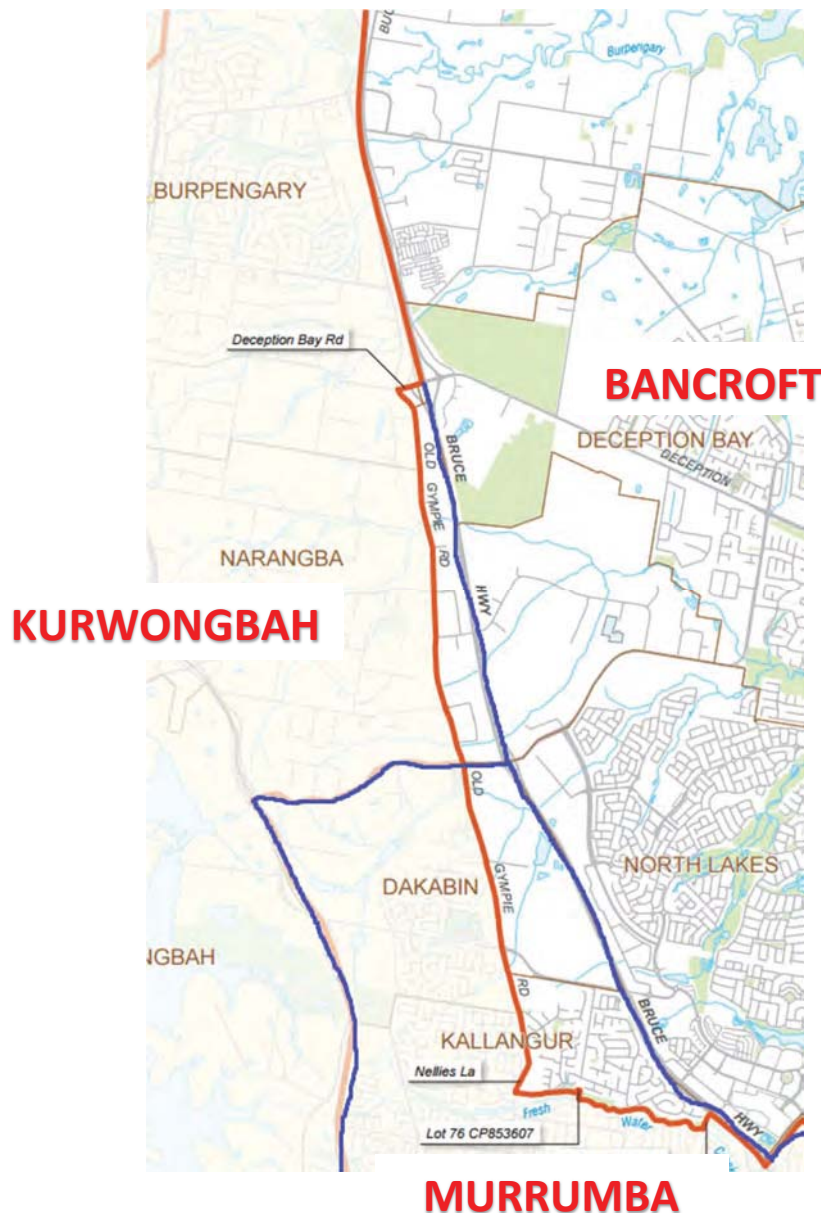 BUC
Burpengary
BURPENGARY
Deception Bay Rd
BANCROFT
DECEPTION BAY
DECEPTION
OLD GYMPIE RD
BRUCE
HWY
NARANGBA
KURWONGBAH
OLD
GYMPIE
RD
NORTH LAKES
DAKABIN
NGBAH
KALLANGUR
BRUCE
HWY
Nellies La
Fresh
Water
Lot 76 CP853607
MURRUMBA